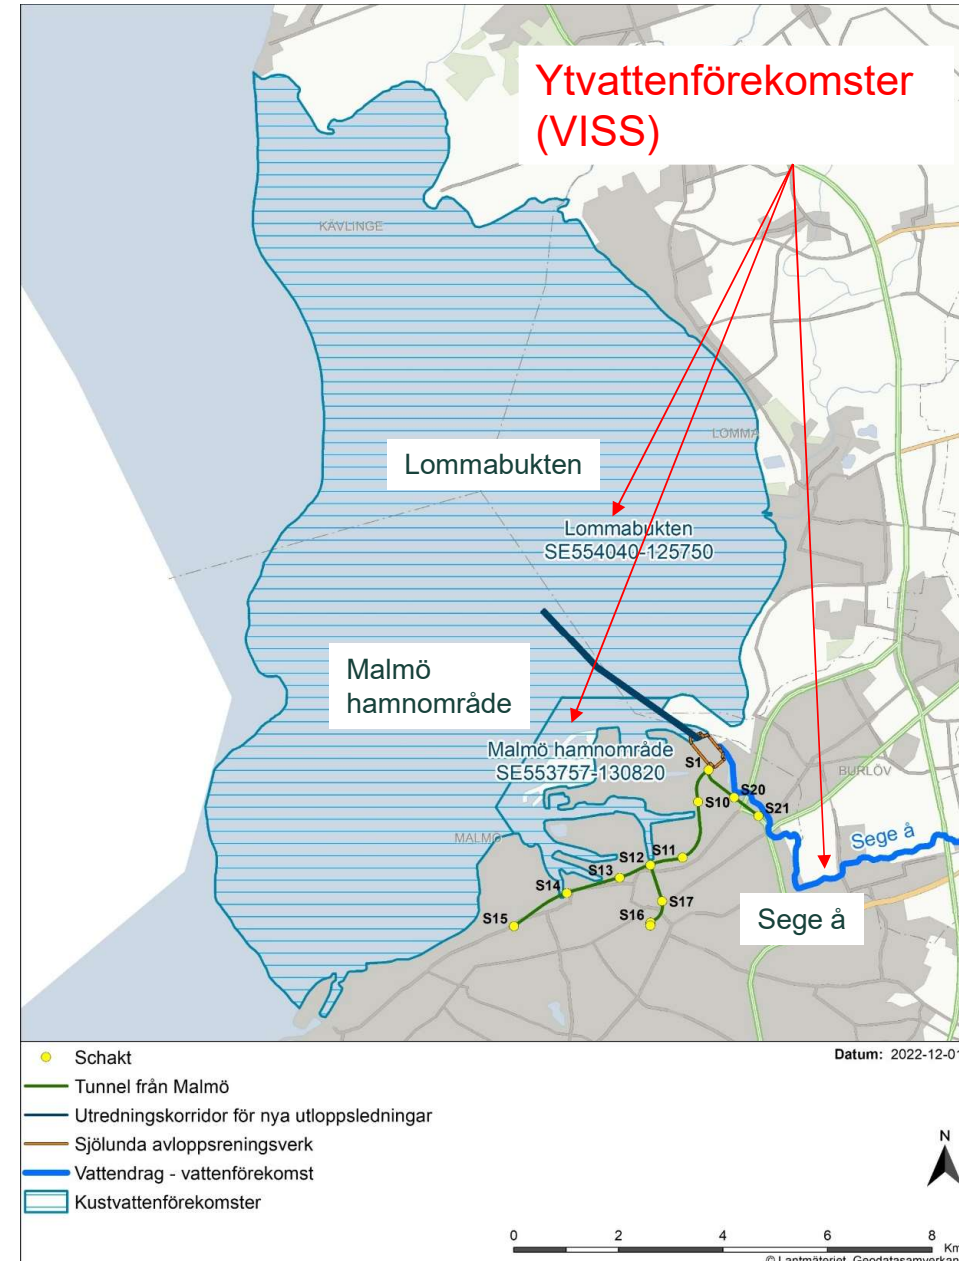 Ytvattenförekomster
(VISS)
KÄVLINGE
LOMMA
Lommabukten
Lommabukten
SE554040-125750
Malmö
hamnområde
Malmö hamnområde
SE553757-130820
S1
BURLÖV
S20
S10
S21
MALMÖ
Sege å
S12
S11
S13
S14
S17
S15
S16
Sege å
Datum: 2022-12-01
Schakt
Tunnel från Malmö
Utredningskorridor för nya utloppsledningar
Sjölunda avloppsreningsverk
Vattendrag - vattenförekomst
Kustvattenförekomster
N
0 2 4 6 8
Km
© Lantmäteriet, Geodatasamverkan